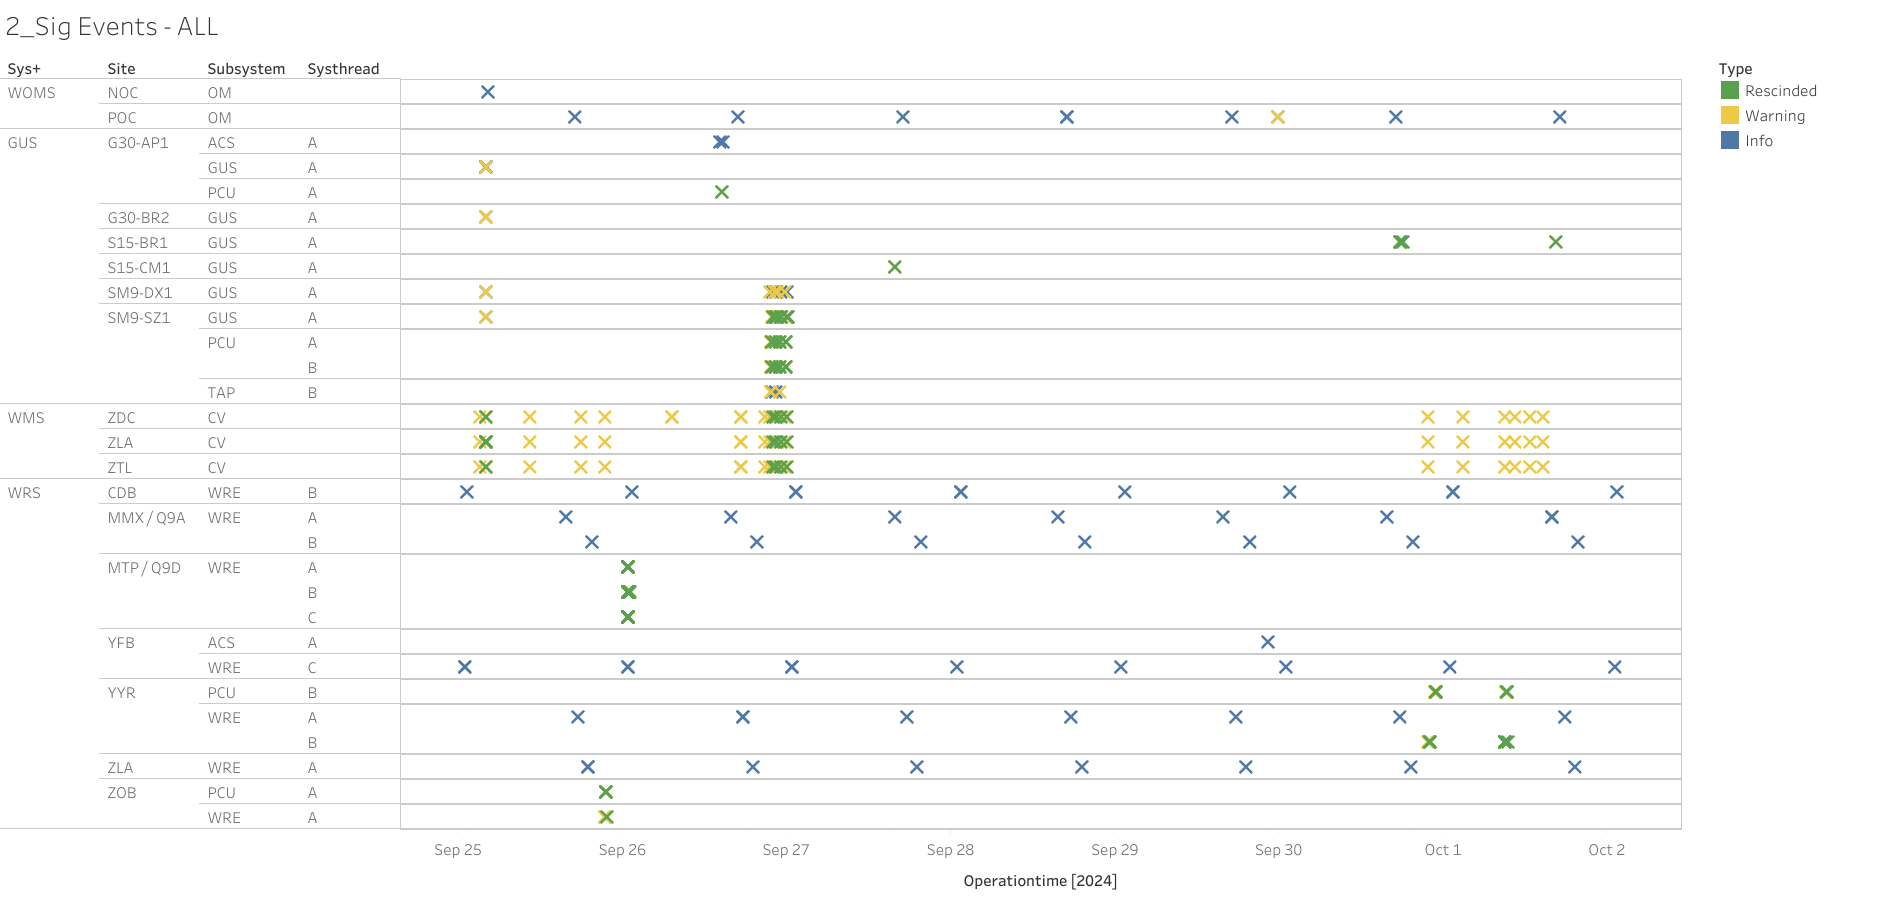 2_Sig Events - ALL
Sys+ Site Subsystem Systhread
Type
WOMS NOC OM
Rescinded
POC OM
Warning
GUS G30-AP1 ACS A
Info
GUS A
PCU A
G30-BR2 GUS A
S15-BR1 GUS A
S15-CM1 GUS A
SM9-DX1 GUS A
SM9-SZ1 GUS A
PCU A
B
TAP B
WMS ZDC CV
ZLA CV
ZTL CV
WRS CDB WRE B
MMX / Q9A WRE A
B
MTP / Q9D WRE A
B
C
YFB ACS A
WRE C
YYR PCU B
WRE A
B
ZLA WRE A
ZOB PCU A
WRE A
Sep 25 Sep 26 Sep 27 Sep 28 Sep 29 Sep 30 Oct 1 Oct 2
Operationtime [2024]